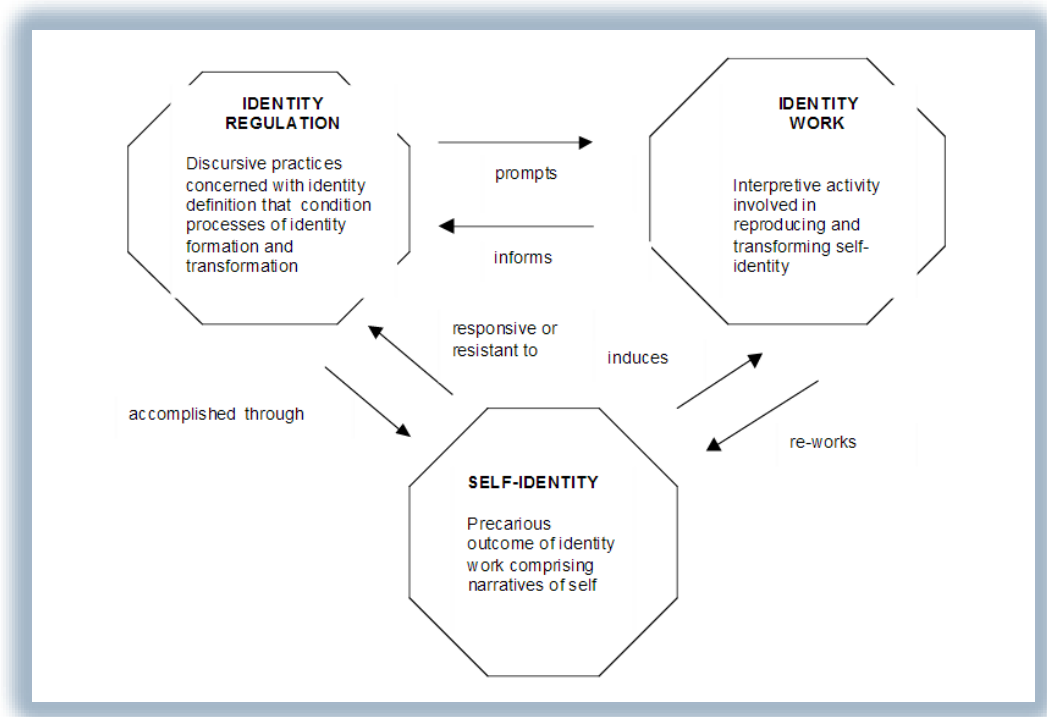 IDENTITY
REGULATION
Discursive practices
concerned with identity
definition that condition
processes of identity
formation and
transformation
prompts
informs
IDENTITY
WORK
Interpretive activity
involved in
reproducing and
transforming self-
identity
responsive or
resistant to
induces
accomplished through
re-works
SELF-IDENTITY
Precarious
outcome of identity
work comprising
narratives of self